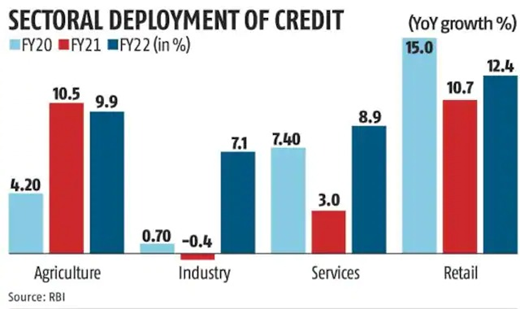 SECTORAL DEPLOYMENT OF CREDIT
(YoY growth %)
FY20 FY21 FY22 (in %)
4.20 10.5 9.9
0.70 -0.4 7.1
7.40 3.0 8.9
15.0 10.7 12.4
Agriculture Industry Services Retail
Source: RBI